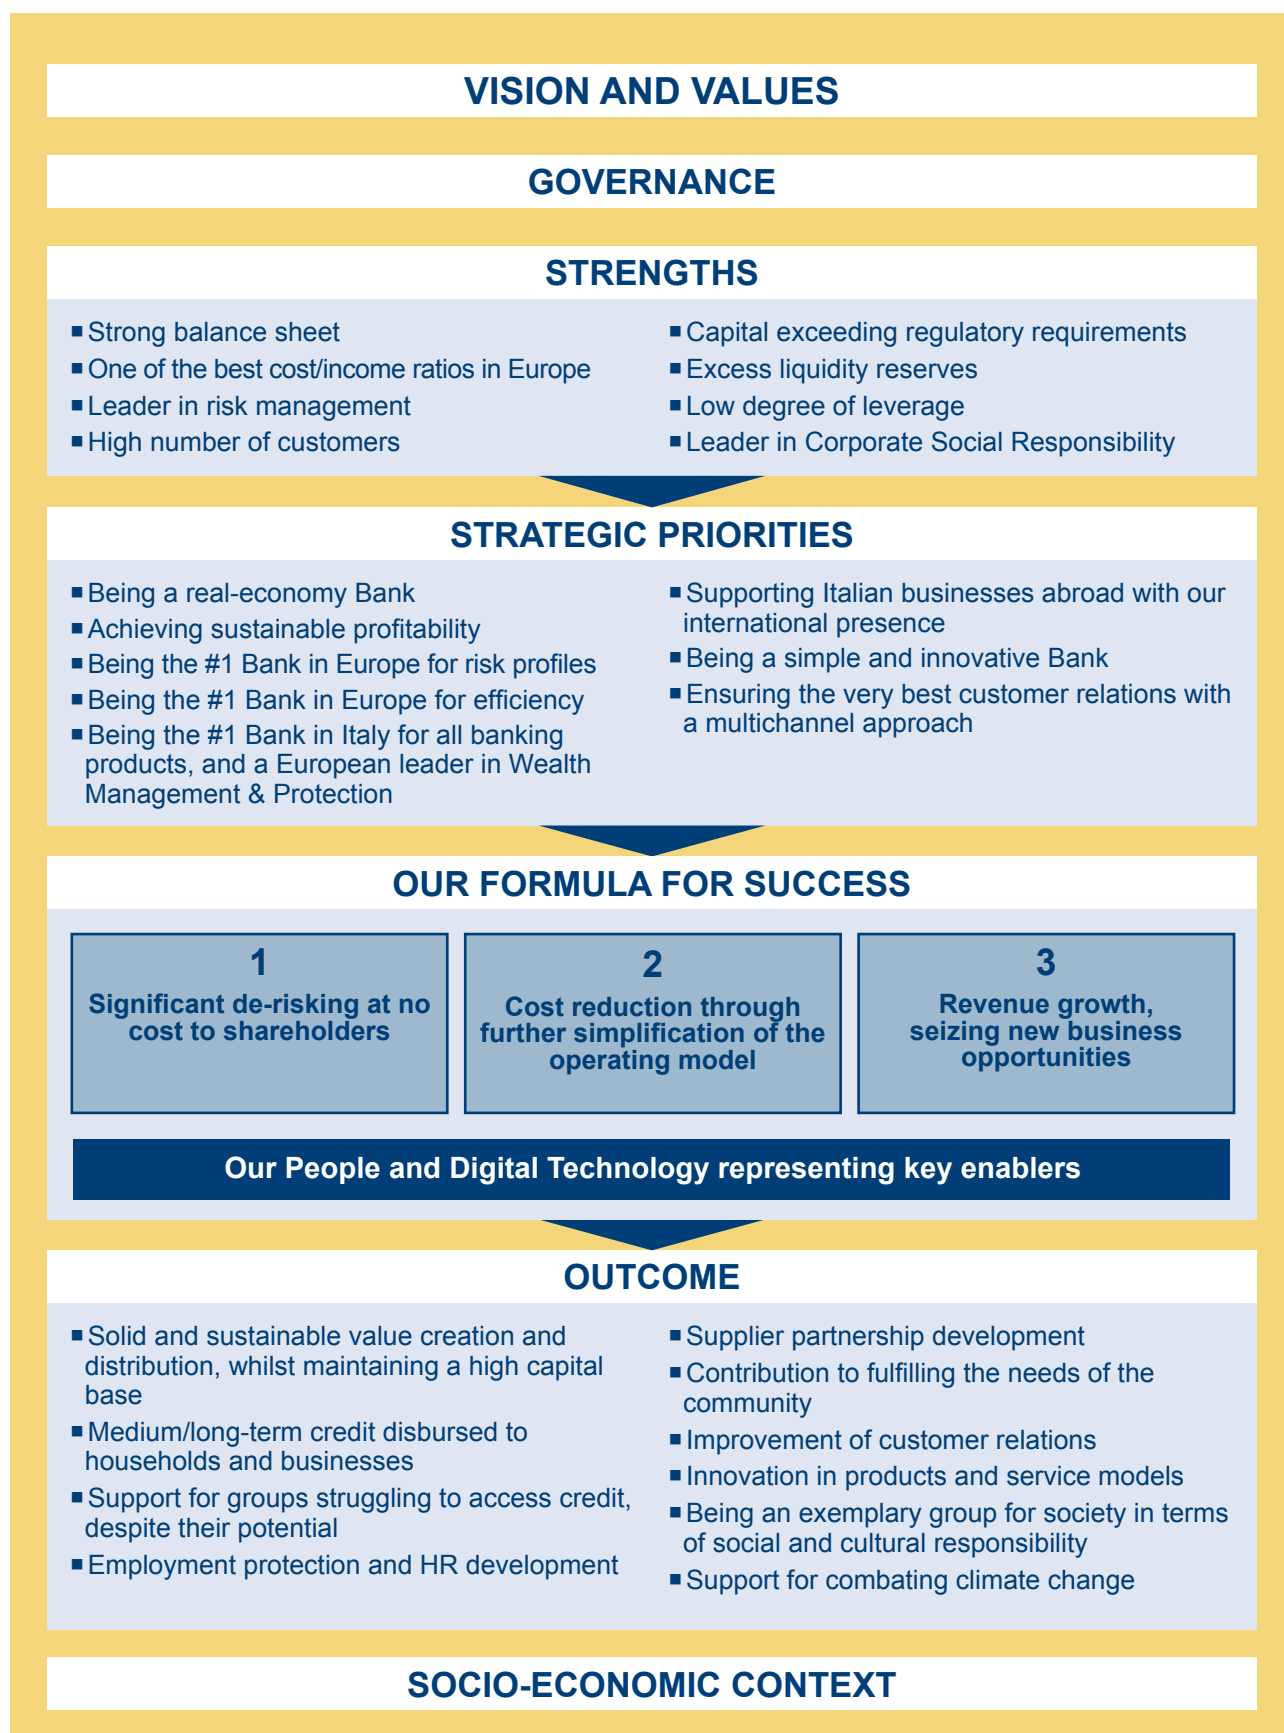 VISION AND VALUES
GOVERNANCE
STRENGTHS
▪ Strong balance sheet
▪ One of the best cost/income ratios in Europe
▪ Leader in risk management
▪ High number of customers
▪ Capital exceeding regulatory requirements
▪ Excess liquidity reserves
▪ Low degree of leverage
▪ Leader in Corporate Social Responsibility
STRATEGIC PRIORITIES
▪ Being a real-economy Bank
▪ Achieving sustainable profitability
▪ Being the #1 Bank in Europe for risk profiles
▪ Being the #1 Bank in Europe for efficiency
▪ Being the #1 Bank in Italy for all banking
products, and a European leader in Wealth
Management & Protection
▪ Supporting Italian businesses abroad with our
international presence
▪ Being a simple and innovative Bank
▪ Ensuring the very best customer relations with
a multichannel approach
OUR FORMULA FOR SUCCESS
1
Significant de-risking at no
cost to shareholders
2
Cost reduction through
further simplification of the
operating model
3
Revenue growth,
seizing new business
opportunities
Our People and Digital Technology representing key enablers
OUTCOME
▪ Solid and sustainable value creation and
distribution, whilst maintaining a high capital
base
▪ Medium/long-term credit disbursed to
households and businesses
▪ Support for groups struggling to access credit,
despite their potential
▪ Employment protection and HR development
▪ Supplier partnership development
▪ Contribution to fulfilling the needs of the
community
▪ Improvement of customer relations
▪ Innovation in products and service models
▪ Being an exemplary group for society in terms
of social and cultural responsibility
▪ Support for combating climate change
SOCIO-ECONOMIC CONTEXT